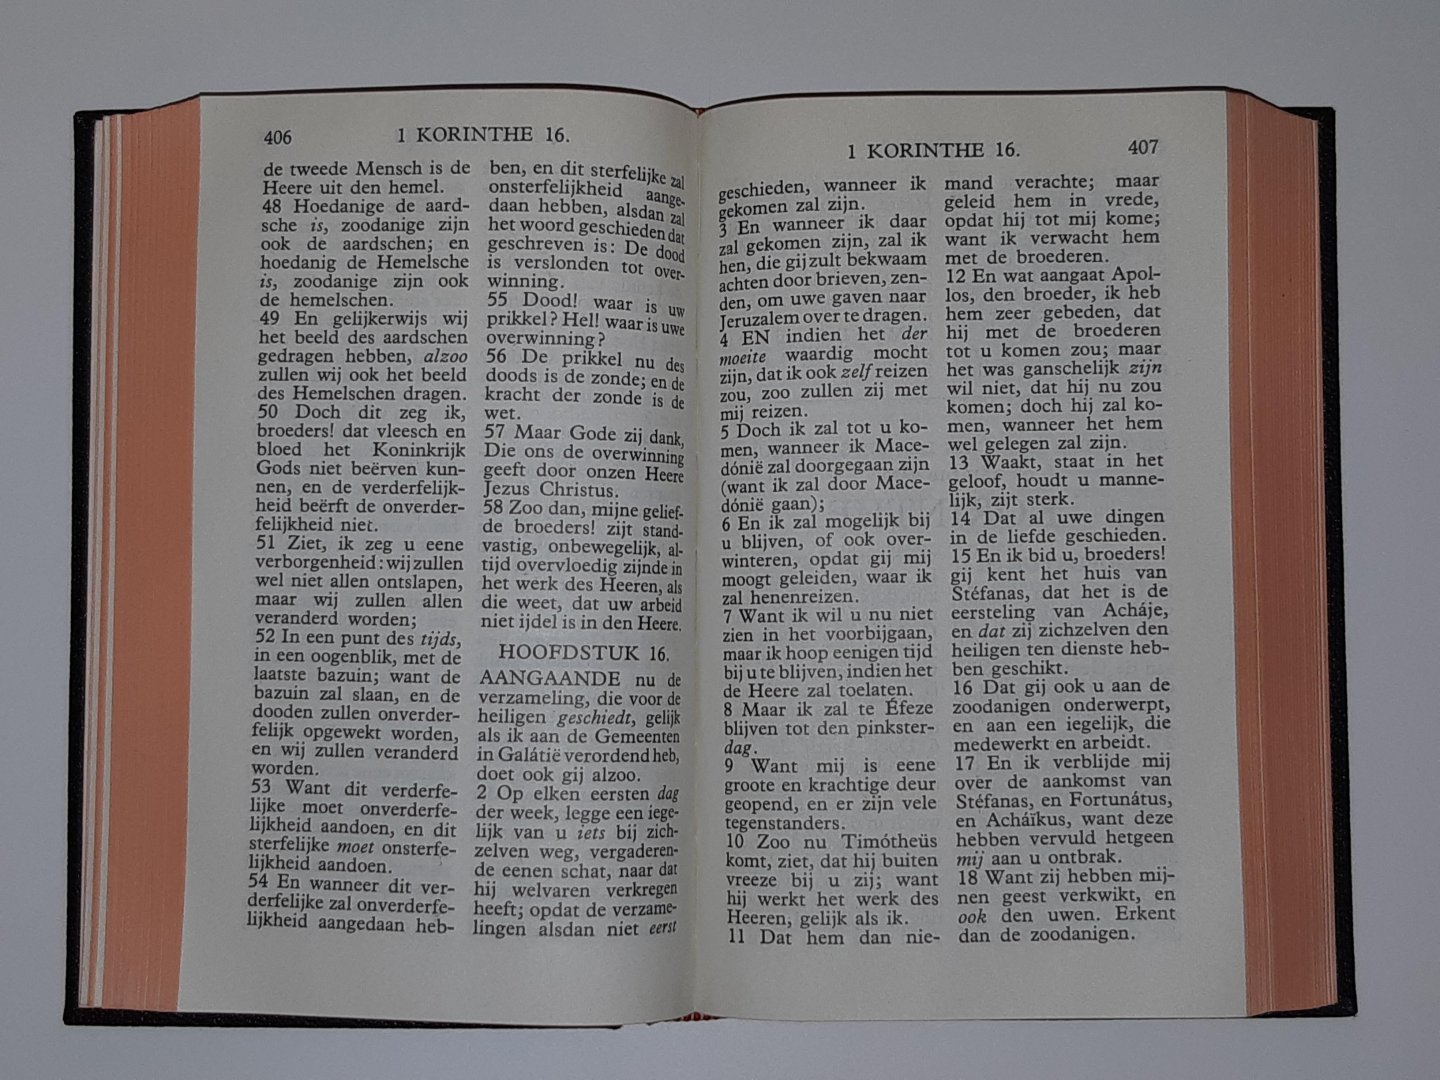 406
1 KORINTHE 16.
de tweede Mensch is de
Heere uit den hemel.
48 Hoedanige de aard-
sche is, zoodanige zijn
ook de aardschen; en
hoedanig de Hemelsche
is, zoodanige zijn ook
de hemelschen.
49 En gelijkerwijs wij
het beeld des aardschen
gedragen hebben, alzoo
zullen wij ook het beeld
des Hemelschen dragen.
50 Doch dit zeg ik,
broeders! dat vleesch en
bloed het Koninkrijk
Gods niet beërven kun-
nen, en de verderfelijk-
heid beërft de onverder-
felijkheid niet.
51 Ziet, ik zeg u eene
verborgenheid: wij zullen
wel niet allen ontslapen,
maar wij zullen allen
veranderd worden;
52 In een punt des tijds,
in een oogenblik, met de
laatste bazuin; want de
bazuin zal slaan, en de
dooden zullen onverder-
felijk opgewekt worden,
en wij zullen veranderd
worden.
53 Want dit verderfe-
lijke moet onverderfe-
lijkheid aandoen, en dit
sterfelijke moet onsterfe-
lijkheid aandoen.
54 En wanneer dit ver-
derfelijke zal onverderfe-
lijkheid aangedaan heb-
ben, en dit sterfelijke zal
onsterfelijkheid aange-
daan hebben, alsdan zal
het woord geschieden dat
geschreven is: De dood
is verslonden tot over-
winning.
55 Dood! waar is uw
prikkel? Hel! waar is uwe
overwinning?
56 De prikkel nu des
doods is de zonde; en de
kracht der zonde is de
wet.
57 Maar Gode zij dank,
Die ons de overwinning
geeft door onzen Heere
Jezus Christus.
58 Zoo dan, mijne gelief-
de broeders! zijt stand-
vastig, onbewegelijk, al-
tijd overvloedig zijnde in
het werk des Heeren, als
die weet, dat uw arbeid
niet ijdel is in den Heere.
HOOFDSTUK 16.
AANGAANDE nu de
verzameling, die voor de
heiligen geschiedt, gelijk
als ik aan de Gemeenten
in Galátië verordend heb,
doet ook gij alzoo.
2 Op elken eersten dag
der week, legge een iege-
lijk van u iets bij zich-
zelven weg, vergaderen-
de eenen schat, naar dat
hij welvaren verkregen
heeft; opdat de verzame-
lingen alsdan niet eerst
1 KORINTHE 16.
407
geschieden, wanneer ik
gekomen zal zijn.
3 En wanneer ik daar
zal gekomen zijn, zal ik
hen, die gij zult bekwaam
achten door brieven, zen-
den, om uwe gaven naar
Jeruzalem over te dragen.
4 EN indien het der
moeite waardig mocht
zijn, dat ik ook zelf reizen
zou, zoo zullen zij met
mij reizen.
5 Doch ik zal tot u ko-
men, wanneer ik Mace-
dónië zal doorgegaan zijn
(want ik zal door Mace-
dónië gaan);
6 En ik zal mogelijk bij
u blijven, of ook over-
winteren, opdat gij mij
moogt geleiden, waar ik
zal henenreizen.
7 Want ik wil u nu niet
zien in het voorbijgaan,
maar ik hoop eenigen tijd
bij u te blijven, indien het
de Heere zal toelaten.
8 Maar ik zal te Éfeze
blijven tot den pinkster-
dag.
9 Want mij is eene
groote en krachtige deur
geopend, en er zijn vele
tegenstanders.
10 Zoo nu Timótheüs
komt, ziet, dat hij buiten
vreeze bij u zij; want
hij werkt het werk des
Heeren, gelijk als ik.
11 Dat hem dan nie-
mand verachte; maar
geleid hem in vrede,
opdat hij tot mij kome;
want ik verwacht hem
met de broederen.
12 En wat aangaat Apol-
los, den broeder, ik heb
hem zeer gebeden, dat
hij met de broederen
tot u komen zou; maar
het was ganschelijk zijn
wil niet, dat hij nu zou
komen; doch hij zal ko-
men, wanneer het hem
wel gelegen zal zijn.
13 Waakt, staat in het
geloof, houdt u manne-
lijk, zijt sterk.
14 Dat al uwe dingen
in de liefde geschieden.
15 En ik bid u, broeders!
gij kent het huis van
Stéfanas, dat het is de
eersteling van Acháje,
en dat zij zichzelven den
heiligen ten dienste heb-
ben geschikt.
16 Dat gij ook u aan de
zoodanigen onderwerpt,
en aan een iegelijk, die
medewerkt en arbeidt.
17 En ik verblijde mij
over de aankomst van
Stéfanas, en Fortunátus,
en Acháïkus, want deze
hebben vervuld hetgeen
mij aan u ontbrak.
18 Want zij hebben mij-
nen geest verkwikt, en
ook den uwen. Erkent
dan de zoodanigen.